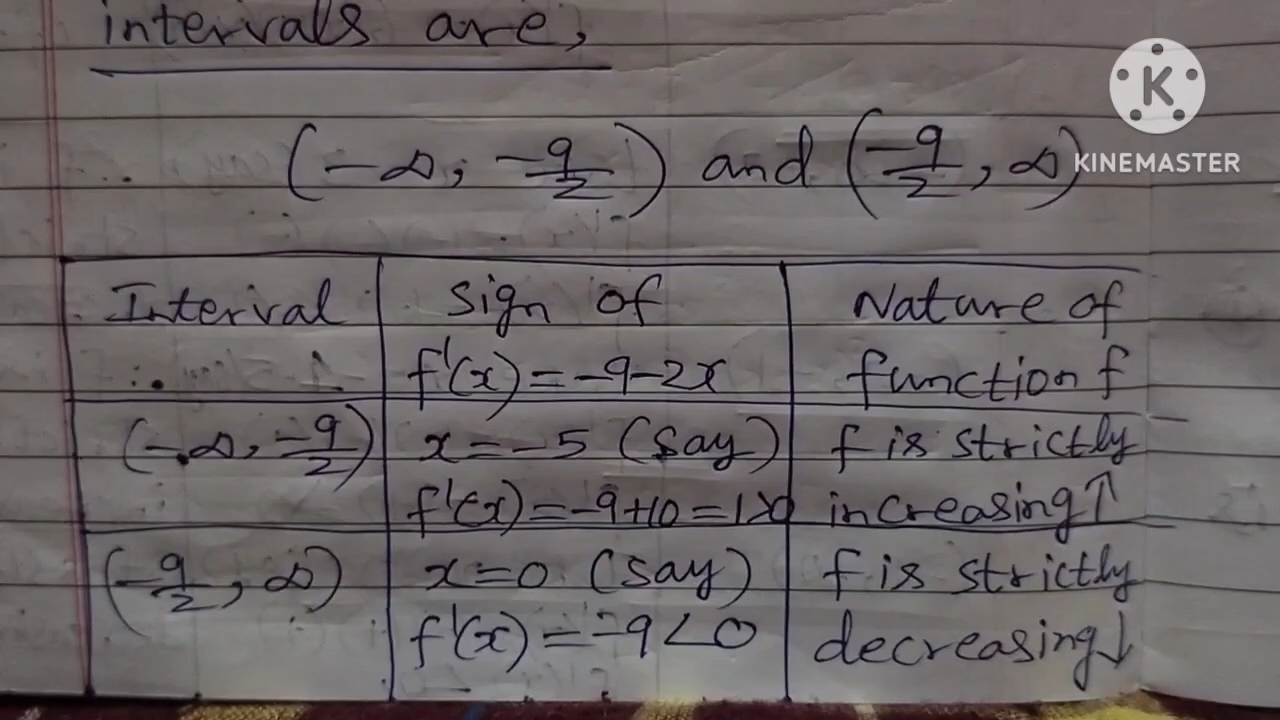 intervals are,
(-∞, -9/2) and (-9/2, ∞)
KINEMASTER
Interval | Sign of f'(x) = -9-2x | Nature of function f
(-∞, -9/2) | x = -5 (say) f'(x) = -9+10 = 1>0 | f is strictly increasing ↑
(-9/2, ∞) | x=0 (say) f'(x) = -9<0 | f is strictly decreasing ↓